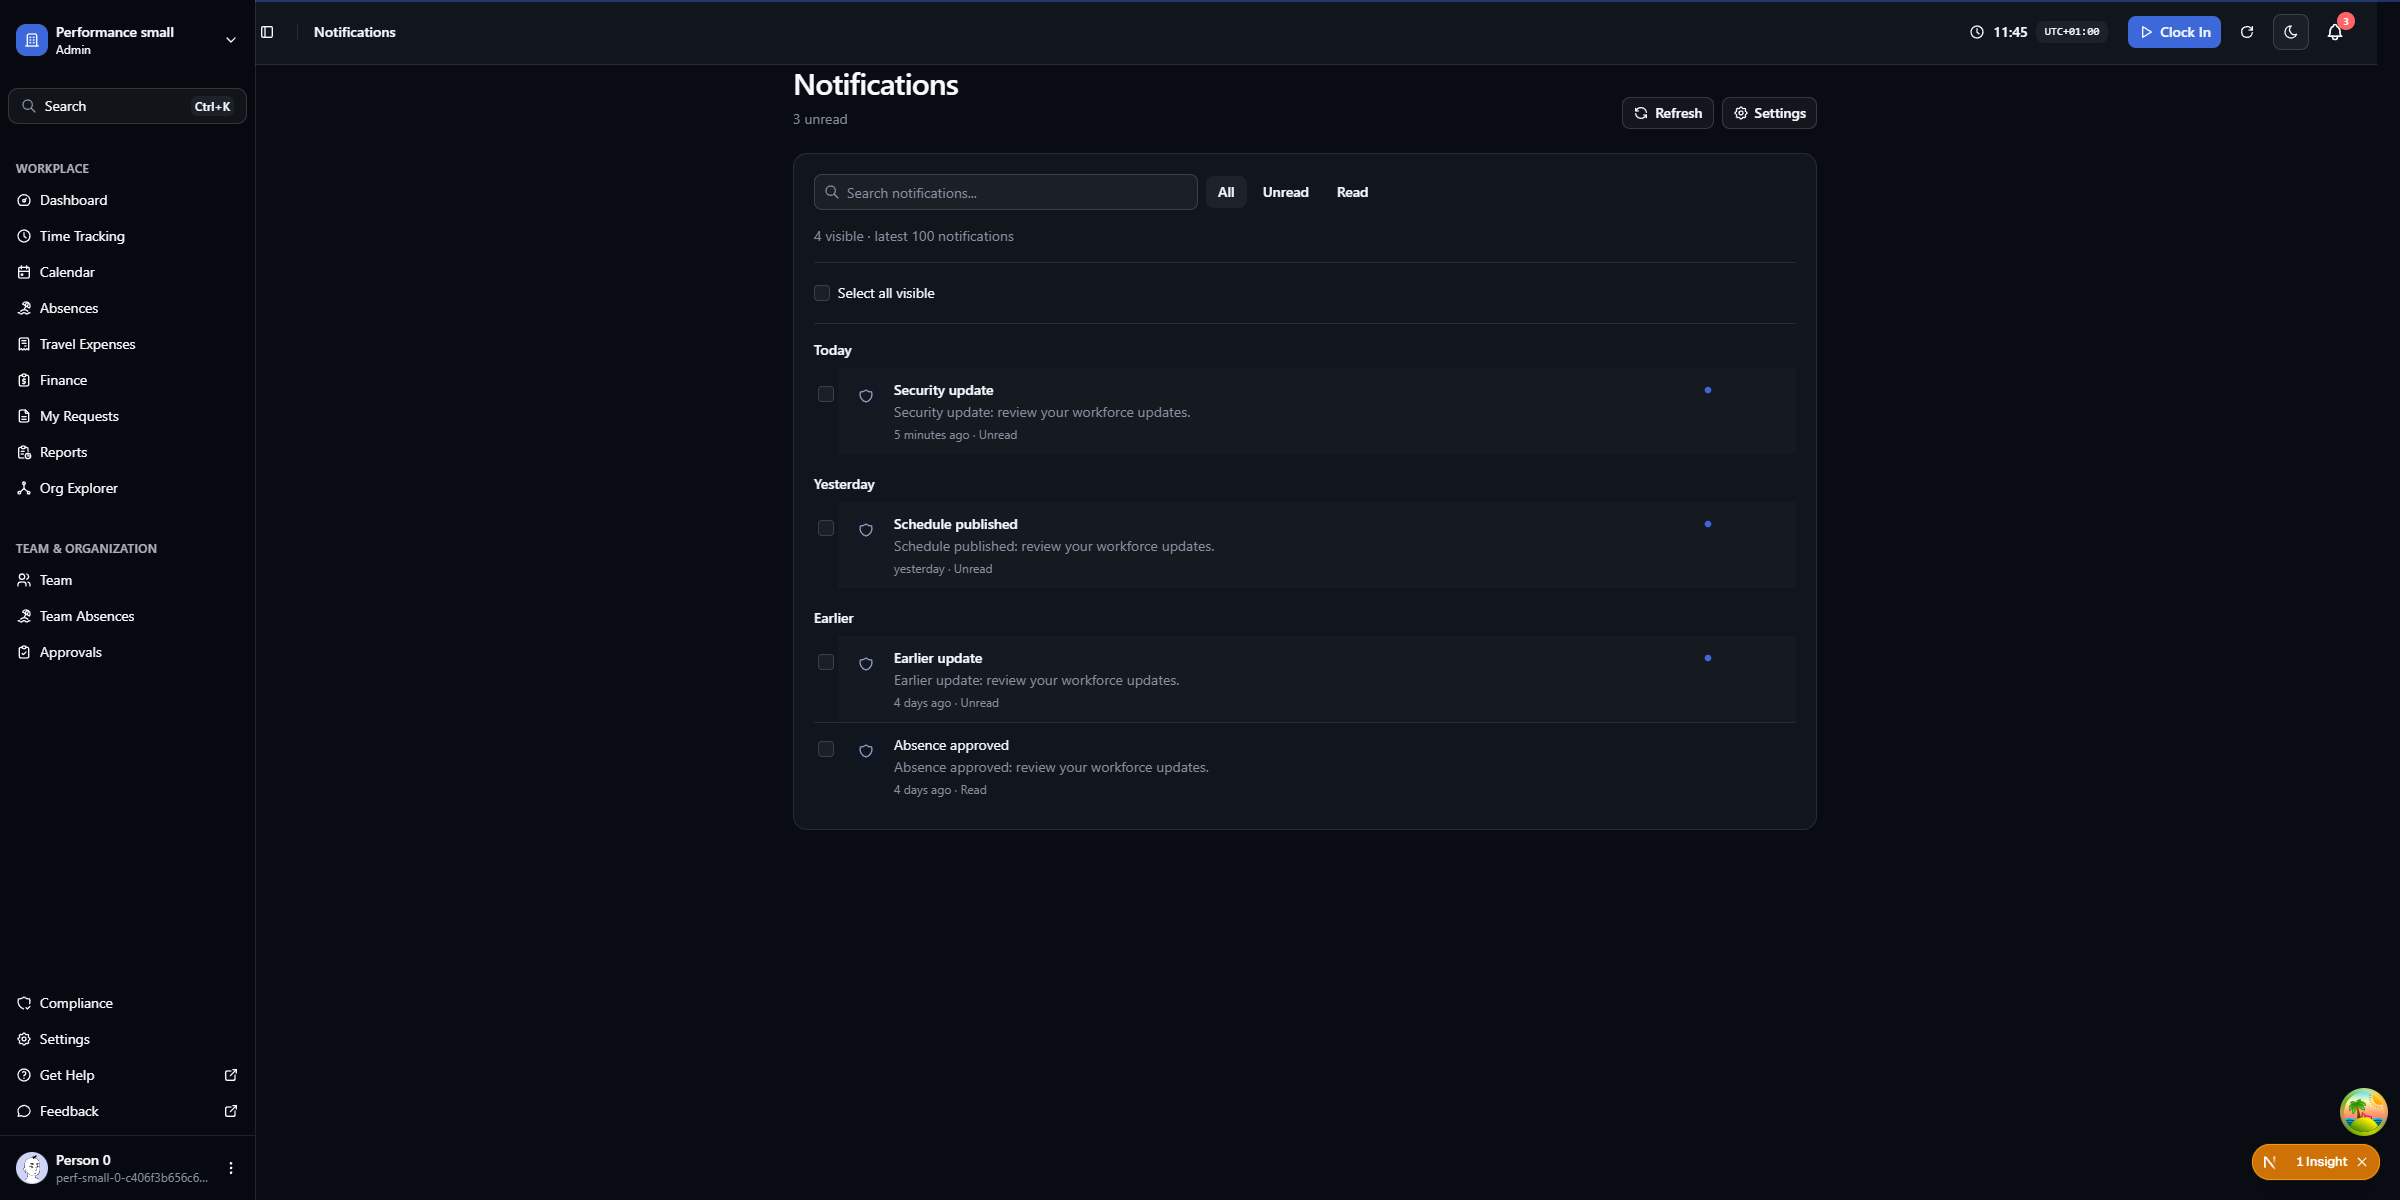 Performance small
Admin
Search
Ctrl+K
WORKPLACE
Dashboard
Time Tracking
Calendar
Absences
Travel Expenses
Finance
My Requests
Reports
Org Explorer
TEAM & ORGANIZATION
Team
Team Absences
Approvals
Compliance
Settings
Get Help
Feedback
Person 0
perf-small-0-c406f3b656c6...
Notifications
11:45
UTC+01:00
Clock In
3
Notifications
3 unread
Refresh
Settings
Search notifications...
All
Unread
Read
4 visible · latest 100 notifications
Select all visible
Today
Security update
Security update: review your workforce updates.
5 minutes ago · Unread
Yesterday
Schedule published
Schedule published: review your workforce updates.
yesterday · Unread
Earlier
Earlier update
Earlier update: review your workforce updates.
4 days ago · Unread
Absence approved
Absence approved: review your workforce updates.
4 days ago · Read
N
1 Insight